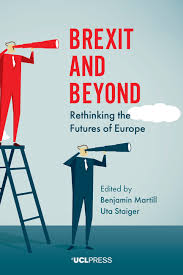 BREXIT
AND
BEYOND
Rethinking the
Futures of Europe
Edited by
Benjamin Martill
Uta Staiger
UCLPRESS